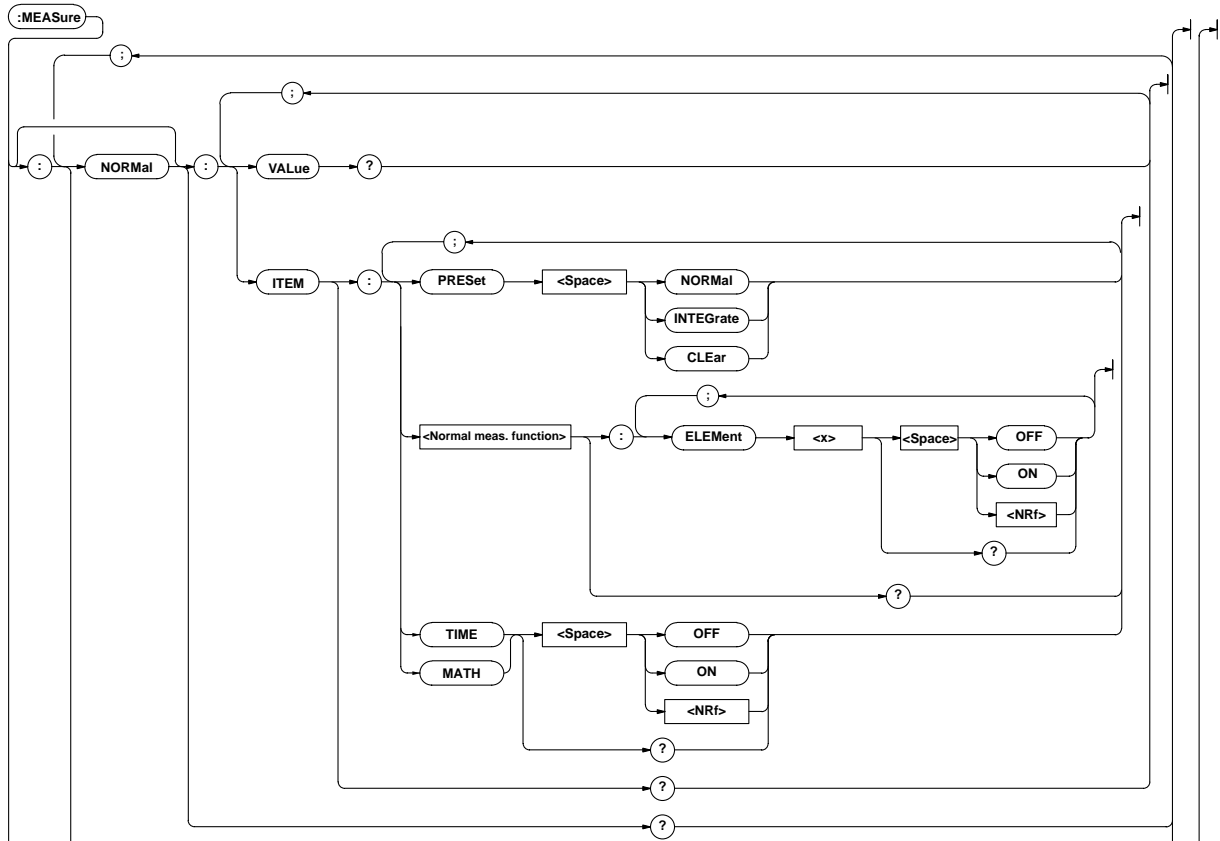 :MEASure
;
;
: NORMal : VALue ?
;
ITEM : PRESet <Space> NORMal
INTEGrate
CLEar
;
<Normal meas. function> : ELEMent <x> <Space> OFF
ON
<NRf>
?
?
TIME <Space> OFF
MATH ON
<NRf>
?
?
?